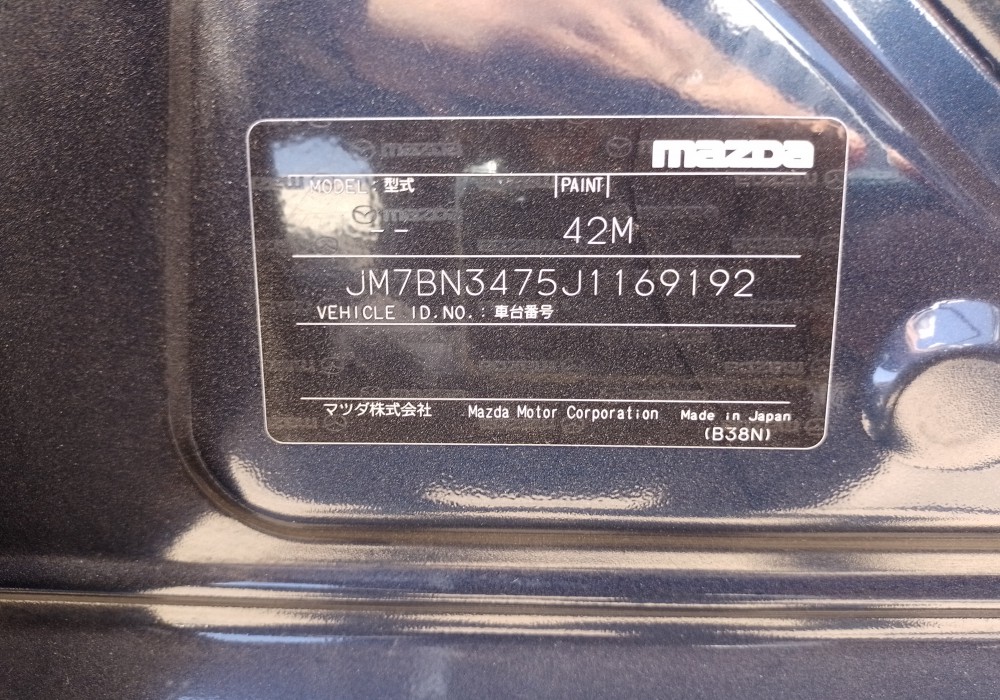 mazda
MODEL : 型式 PAINT
-- 42M
JM7BN3475J1169192
VEHICLE ID.NO. : 車台番号
マツダ株式会社 Mazda Motor Corporation Made in Japan
(B38N)